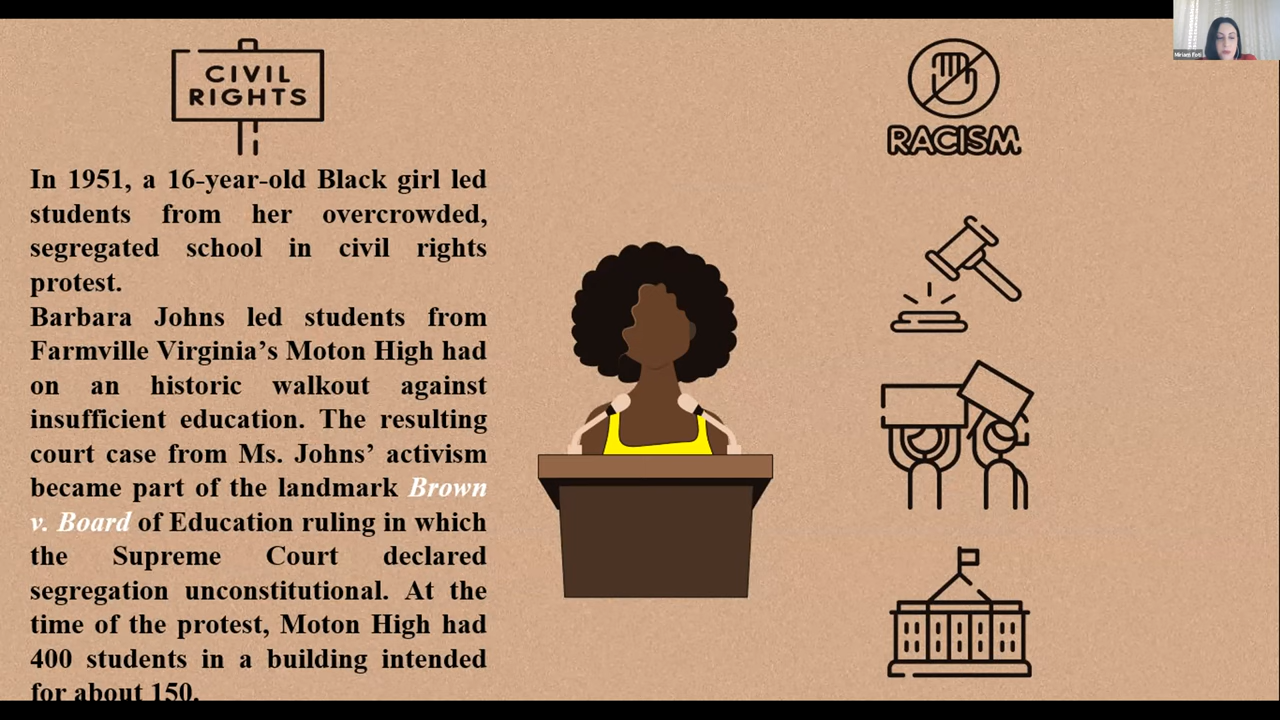 CIVIL
RIGHTS
RACISM
In 1951, a 16-year-old Black girl led
students from her overcrowded,
segregated school in civil rights
protest.
Barbara Johns led students from
Farmville Virginia’s Moton High had
on an historic walkout against
insufficient education. The resulting
court case from Ms. Johns’ activism
became part of the landmark Brown
v. Board of Education ruling in which
the Supreme Court declared
segregation unconstitutional. At the
time of the protest, Moton High had
400 students in a building intended
for about 150.